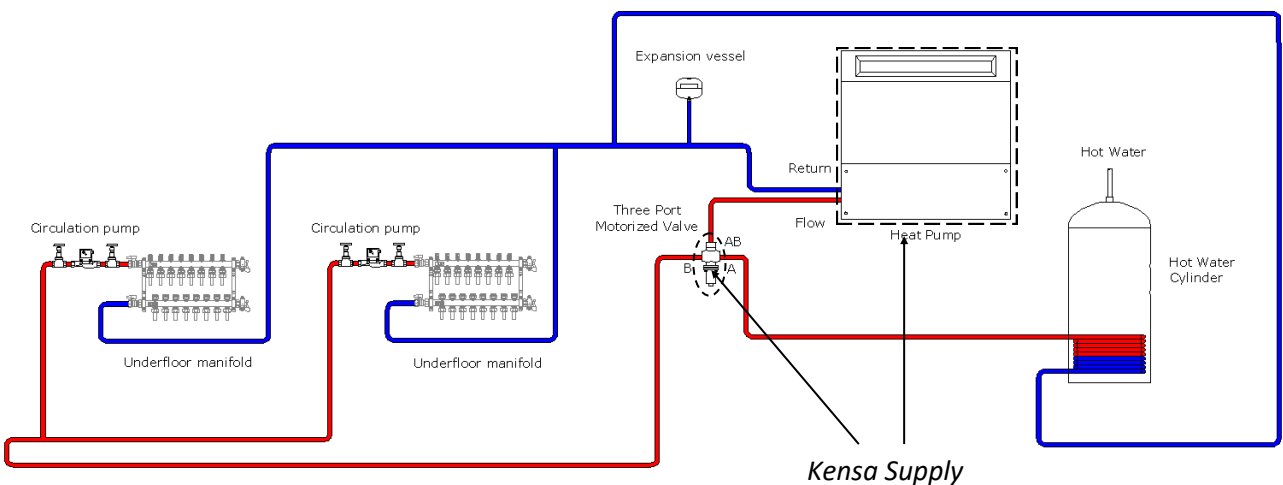 Expansion vessel
Hot Water
Return
Three Port
Motorized Valve
Flow
Circulation pump
Circulation pump
AB
Heat Pump
B
A
Hot Water
Cylinder
Underfloor manifold
Underfloor manifold
Kensa Supply